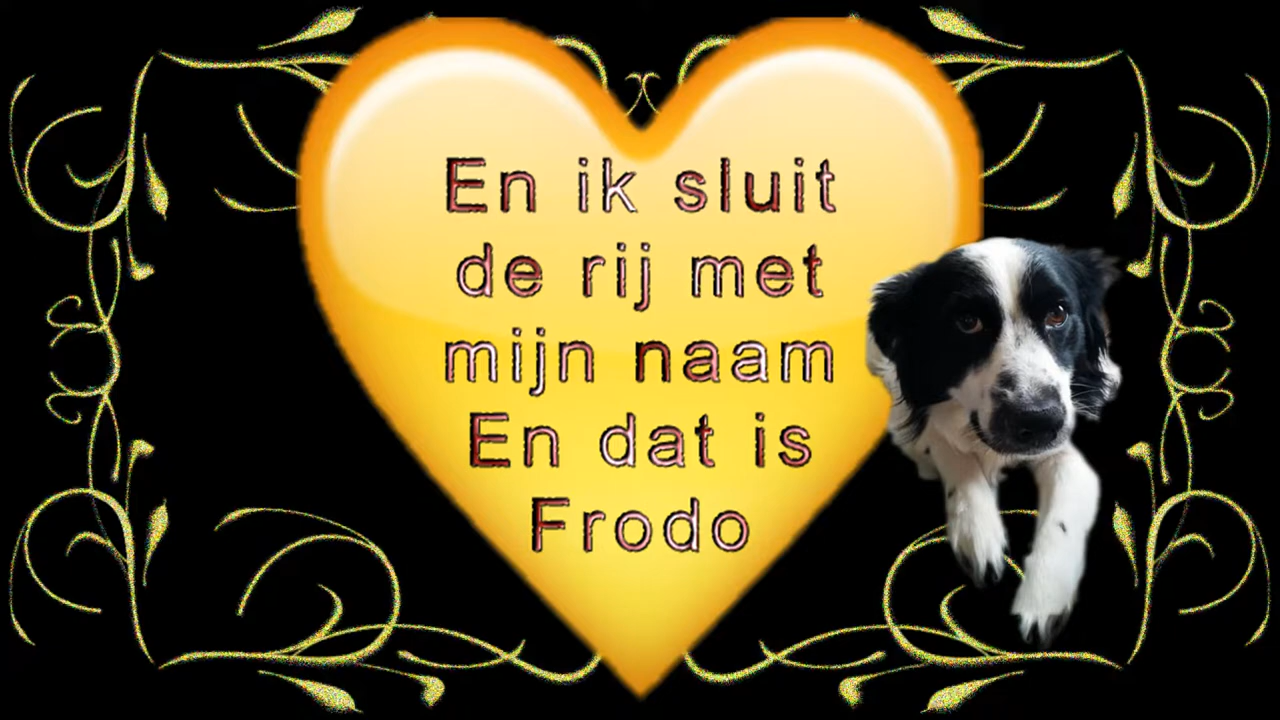 En ik sluit
de rij met
mijn naam
En dat is
Frodo